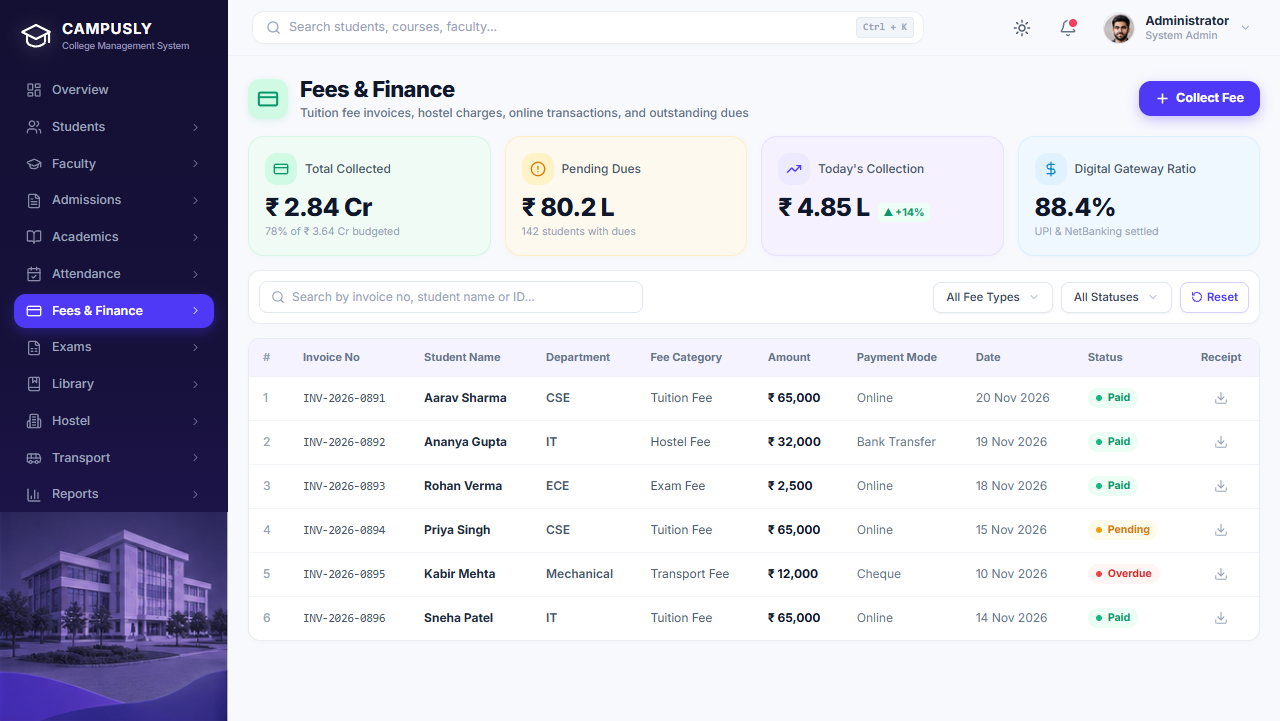 CAMPUSLY
College Management System
Overview
Students
Faculty
Admissions
Academics
Attendance
Fees & Finance
Exams
Library
Hostel
Transport
Reports
Search students, courses, faculty...
Ctrl + K
Administrator
System Admin
Fees & Finance
Tuition fee invoices, hostel charges, online transactions, and outstanding dues
+ Collect Fee
Total Collected
₹ 2.84 Cr
78% of ₹ 3.64 Cr budgeted
Pending Dues
₹ 80.2 L
142 students with dues
Today's Collection
₹ 4.85 L ▲ +14%
Digital Gateway Ratio
88.4%
UPI & NetBanking settled
Search by invoice no, student name or ID...
All Fee Types
All Statuses
Reset
# Invoice No Student Name Department Fee Category Amount Payment Mode Date Status Receipt
1 INV-2026-0891 Aarav Sharma CSE Tuition Fee ₹ 65,000 Online 20 Nov 2026 Paid
2 INV-2026-0892 Ananya Gupta IT Hostel Fee ₹ 32,000 Bank Transfer 19 Nov 2026 Paid
3 INV-2026-0893 Rohan Verma ECE Exam Fee ₹ 2,500 Online 18 Nov 2026 Paid
4 INV-2026-0894 Priya Singh CSE Tuition Fee ₹ 65,000 Online 15 Nov 2026 Pending
5 INV-2026-0895 Kabir Mehta Mechanical Transport Fee ₹ 12,000 Cheque 10 Nov 2026 Overdue
6 INV-2026-0896 Sneha Patel IT Tuition Fee ₹ 65,000 Online 14 Nov 2026 Paid